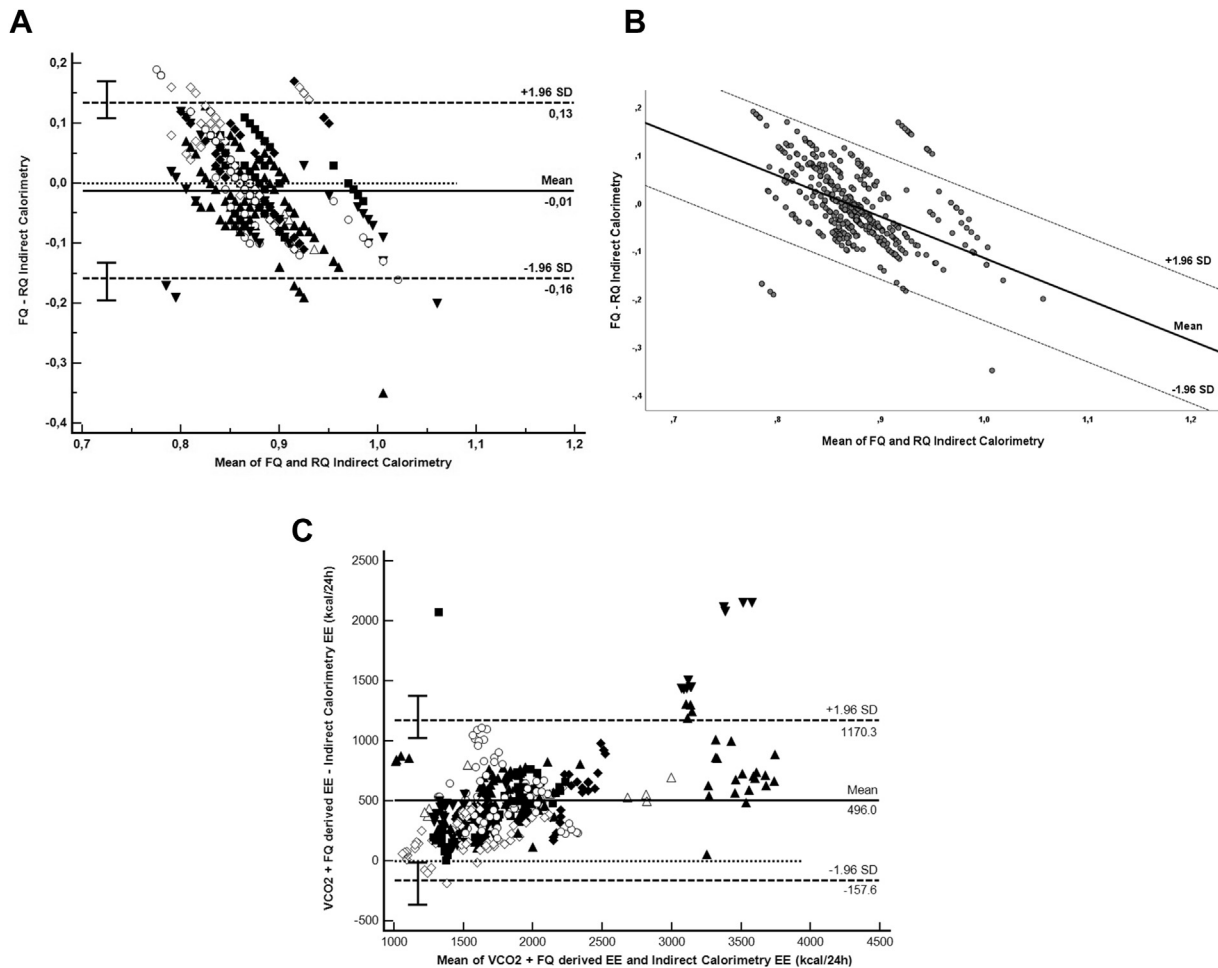 A
0,2
0,1
0,0
-0,1
-0,2
-0,3
-0,4
FQ - RQ Indirect Calorimetry
+1.96 SD
0,13
Mean
-0,01
-1.96 SD
-0,16
0,7 0,8 0,9 1,0 1,1 1,2
Mean of FQ and RQ Indirect Calorimetry
B
,2
,1
,0
-,1
-,2
-,3
-,4
FQ - RQ Indirect Calorimetry
+1.96 SD
Mean
-1.96 SD
,7 ,8 ,9 1,0 1,1 1,2
Mean of FQ and RQ Indirect Calorimetry
C
2500
2000
1500
1000
500
0
-500
VCO2 + FQ derived EE - Indirect Calorimetry EE (kcal/24h)
+1.96 SD
1170.3
Mean
496.0
-1.96 SD
-157.6
1000 1500 2000 2500 3000 3500 4000 4500
Mean of VCO2 + FQ derived EE and Indirect Calorimetry EE (kcal/24h)